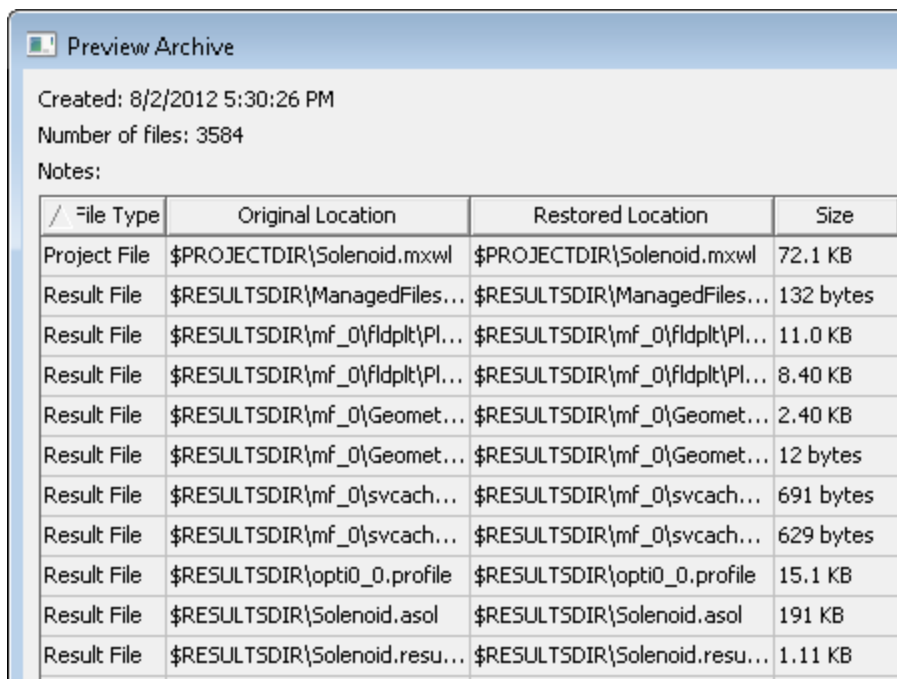 Preview Archive
Created: 8/2/2012 5:30:26 PM
Number of files: 3584
Notes:
File Type Original Location Restored Location Size
Project File $PROJECTDIR\Solenoid.mxwl $PROJECTDIR\Solenoid.mxwl 72.1 KB
Result File $RESULTSDIR\ManagedFiles... $RESULTSDIR\ManagedFiles... 132 bytes
Result File $RESULTSDIR\mf_0\fldplt\Pl... $RESULTSDIR\mf_0\fldplt\Pl... 11.0 KB
Result File $RESULTSDIR\mf_0\fldplt\Pl... $RESULTSDIR\mf_0\fldplt\Pl... 8.40 KB
Result File $RESULTSDIR\mf_0\Geomet... $RESULTSDIR\mf_0\Geomet... 2.40 KB
Result File $RESULTSDIR\mf_0\Geomet... $RESULTSDIR\mf_0\Geomet... 12 bytes
Result File $RESULTSDIR\mf_0\svcach... $RESULTSDIR\mf_0\svcach... 691 bytes
Result File $RESULTSDIR\mf_0\svcach... $RESULTSDIR\mf_0\svcach... 629 bytes
Result File $RESULTSDIR\opti0_0.profile $RESULTSDIR\opti0_0.profile 15.1 KB
Result File $RESULTSDIR\Solenoid.asol $RESULTSDIR\Solenoid.asol 191 KB
Result File $RESULTSDIR\Solenoid.resu... $RESULTSDIR\Solenoid.resu... 1.11 KB